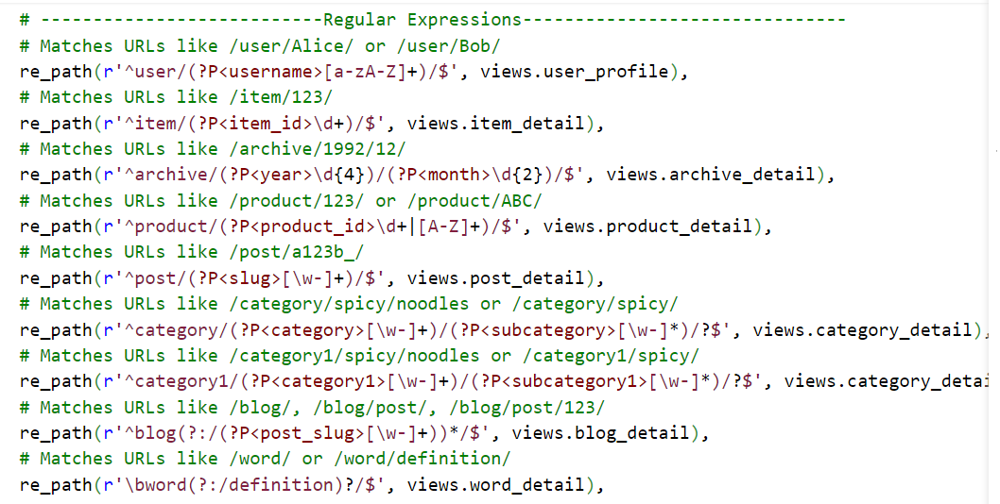 # ---------------------------Regular Expressions-------------------------------
# Matches URLs like /user/Alice/ or /user/Bob/
re_path(r'^user/(?P<username>[a-zA-Z]+)/$', views.user_profile),
# Matches URLs like /item/123/
re_path(r'^item/(?P<item_id>\d+)/$', views.item_detail),
# Matches URLs like /archive/1992/12/
re_path(r'^archive/(?P<year>\d{4})/(?P<month>\d{2})/$', views.archive_detail),
# Matches URLs like /product/123/ or /product/ABC/
re_path(r'^product/(?P<product_id>\d+|[A-Z]+)/$', views.product_detail),
# Matches URLs like /post/a123b_/
re_path(r'^post/(?P<slug>[\w-]+)/$', views.post_detail),
# Matches URLs like /category/spicy/noodles or /category/spicy/
re_path(r'^category/(?P<category>[\w-]+)/(?P<subcategory>[\w-]*)/?$', views.category_detail),
# Matches URLs like /category1/spicy/noodles or /category1/spicy/
re_path(r'^category1/(?P<category1>[\w-]+)/(?P<subcategory1>[\w-]*)/?$', views.category_detai
# Matches URLs like /blog/, /blog/post/, /blog/post/123/
re_path(r'^blog(?:/(?P<post_slug>[\w-]+))*/$', views.blog_detail),
# Matches URLs like /word/ or /word/definition/
re_path(r'\bword(?:/definition)?/$', views.word_detail),